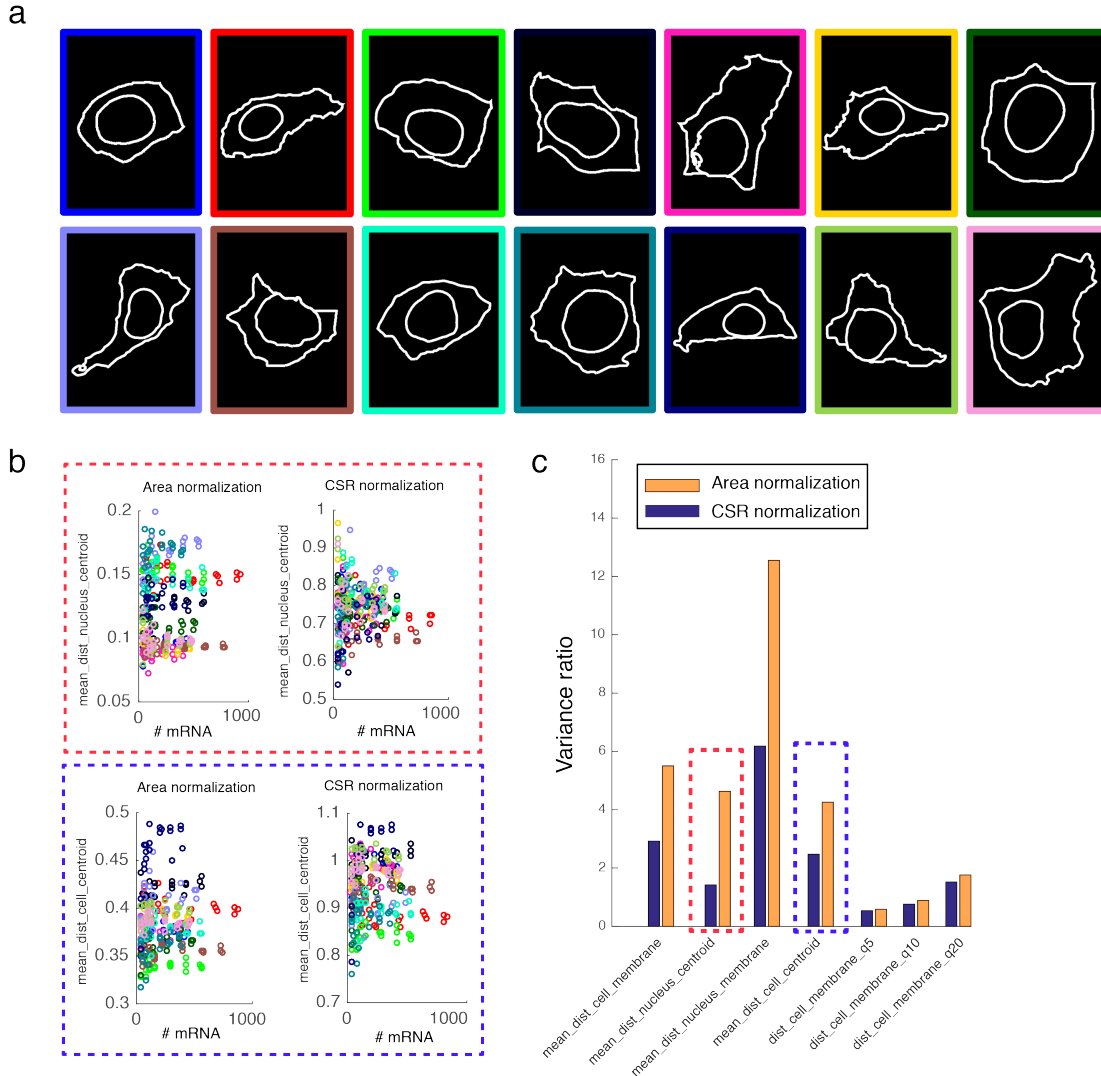 a
b
Area normalization
CSR normalization
mean_dist_nucleus_centroid
0.2
0.15
0.1
0.05
0
1000
# mRNA
mean_dist_nucleus_centroid
1
0.9
0.8
0.7
0.6
0.5
0
1000
# mRNA
Area normalization
CSR normalization
mean_dist_cell_centroid
0.5
0.45
0.4
0.35
0.3
0
1000
# mRNA
mean_dist_cell_centroid
1.1
1
0.9
0.8
0.7
0
1000
# mRNA
c
Variance ratio
16
14
12
10
8
6
4
2
0
Area normalization
CSR normalization
mean_dist_cell_membrane
mean_dist_nucleus_centroid
mean_dist_nucleus_membrane
mean_dist_cell_centroid
dist_cell_membrane_q5
dist_cell_membrane_q10
dist_cell_membrane_q20